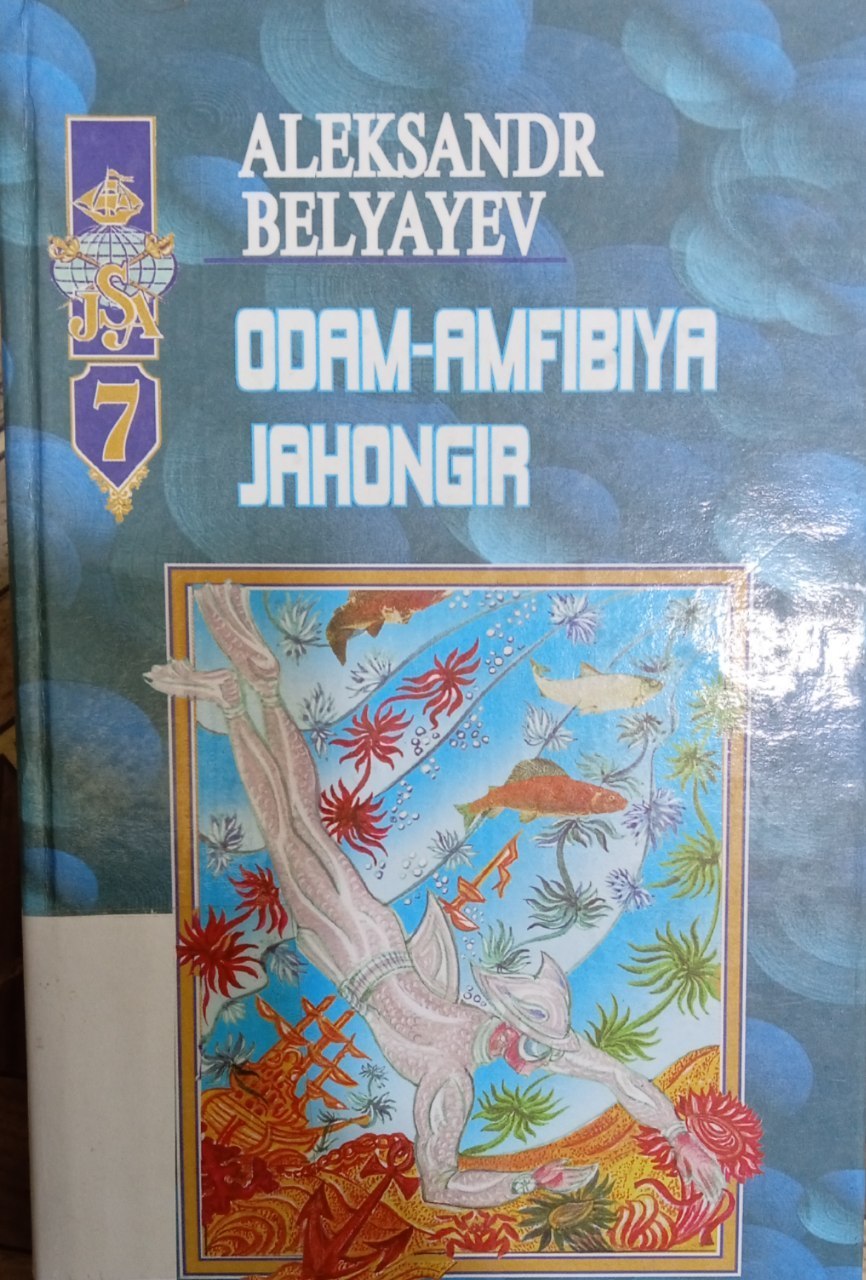 ALEKSANDR
BELYAYEV
JSA
7
ODAM-AMFIBIYA
JAHONGIR